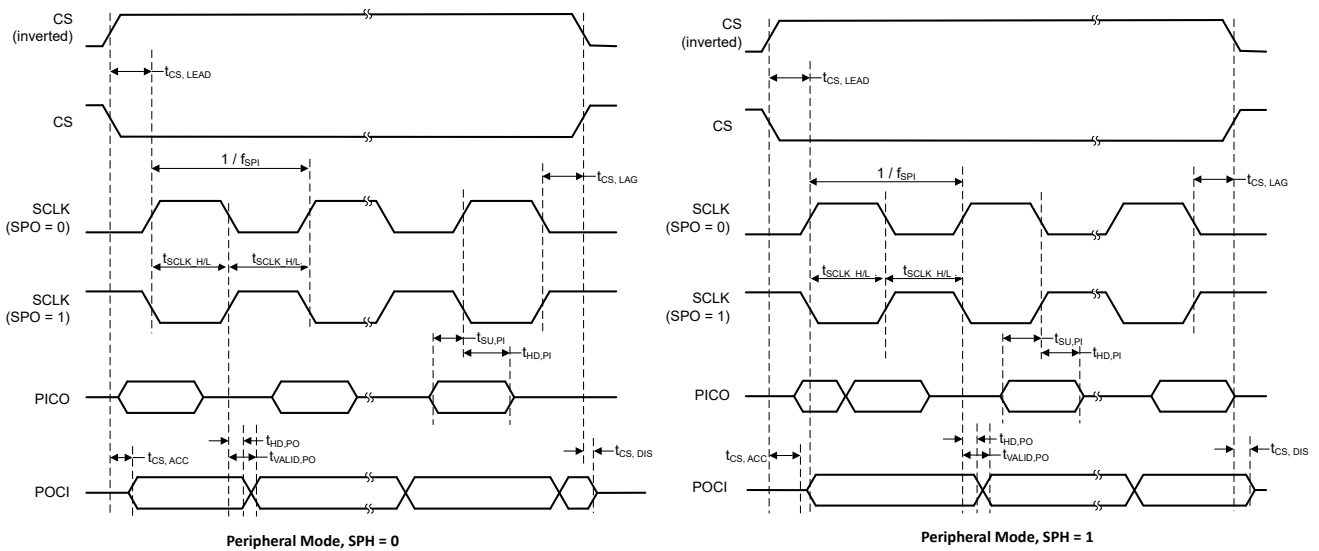 CS
(inverted)
tCS, LEAD
CS
1 / fSPI
tCS, LAG
SCLK
(SPO = 0)
tSCLK_H/L
tSCLK_H/L
SCLK
(SPO = 1)
tSU,PI
tHD,PI
PICO
tHD,PO
tCS, ACC
tVALID,PO
tCS, DIS
POCI
Peripheral Mode, SPH = 0
CS
(inverted)
tCS, LEAD
CS
1 / fSPI
tCS, LAG
SCLK
(SPO = 0)
tSCLK_H/L
tSCLK_H/L
SCLK
(SPO = 1)
tSU,PI
tHD,PI
PICO
tHD,PO
tCS, ACC
tVALID,PO
tCS, DIS
POCI
Peripheral Mode, SPH = 1